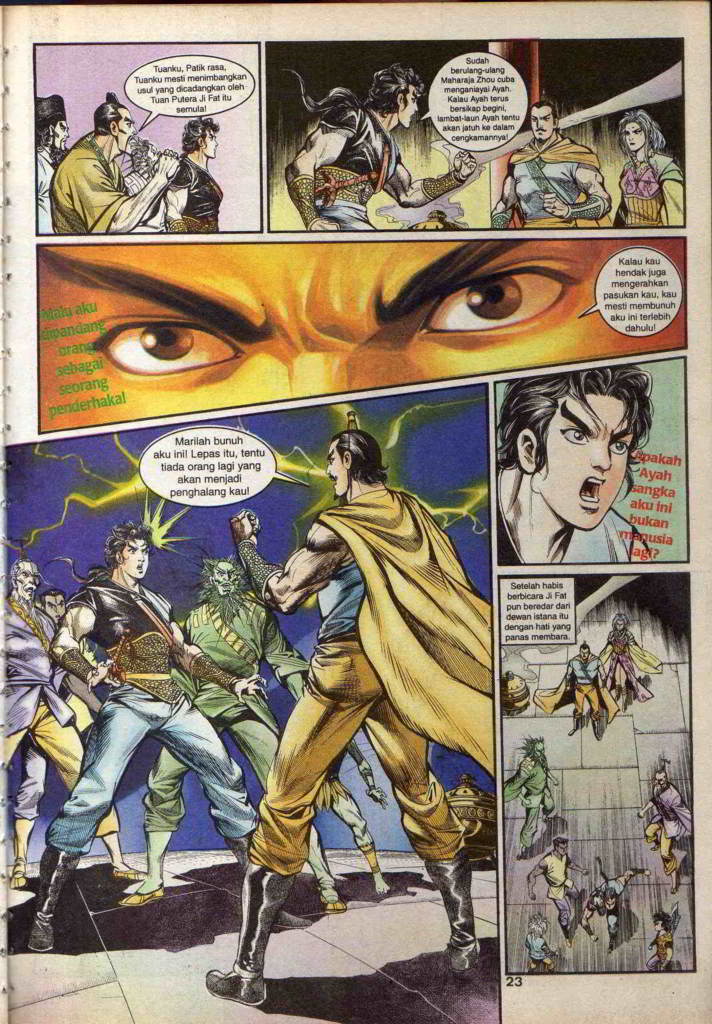 Tuanku, Patik rasa,
Tuanku mesti menimbangkan
usul yang dicadangkan oleh
Tuan Putera Ji Fat itu
semula!
Sudah
berulang-ulang
Maharaja Zhou cuba
menganiayai Ayah.
Kalau Ayah terus
bersikap begini,
lambat-laun Ayah tentu
akan jatuh ke dalam
cengkamannya!
Malu aku
dipandang
orang
sebagai
seorang
penderhaka!
Kalau kau
hendak juga
mengerahkan
pasukan kau, kau
mesti membunuh
aku terlebih
dahulu!
Marilah bunuh
aku ini! Lepas itu, tentu
tiada orang lagi yang
akan menjadi
penghalang kau!
Apakah
Ayah
sangka
aku ini
bukan
manusia
lagi?
Setelah habis
berbicara Ji Fat
pun beredar dari
dewan istana itu
dengan hati yang
panas membara.
23